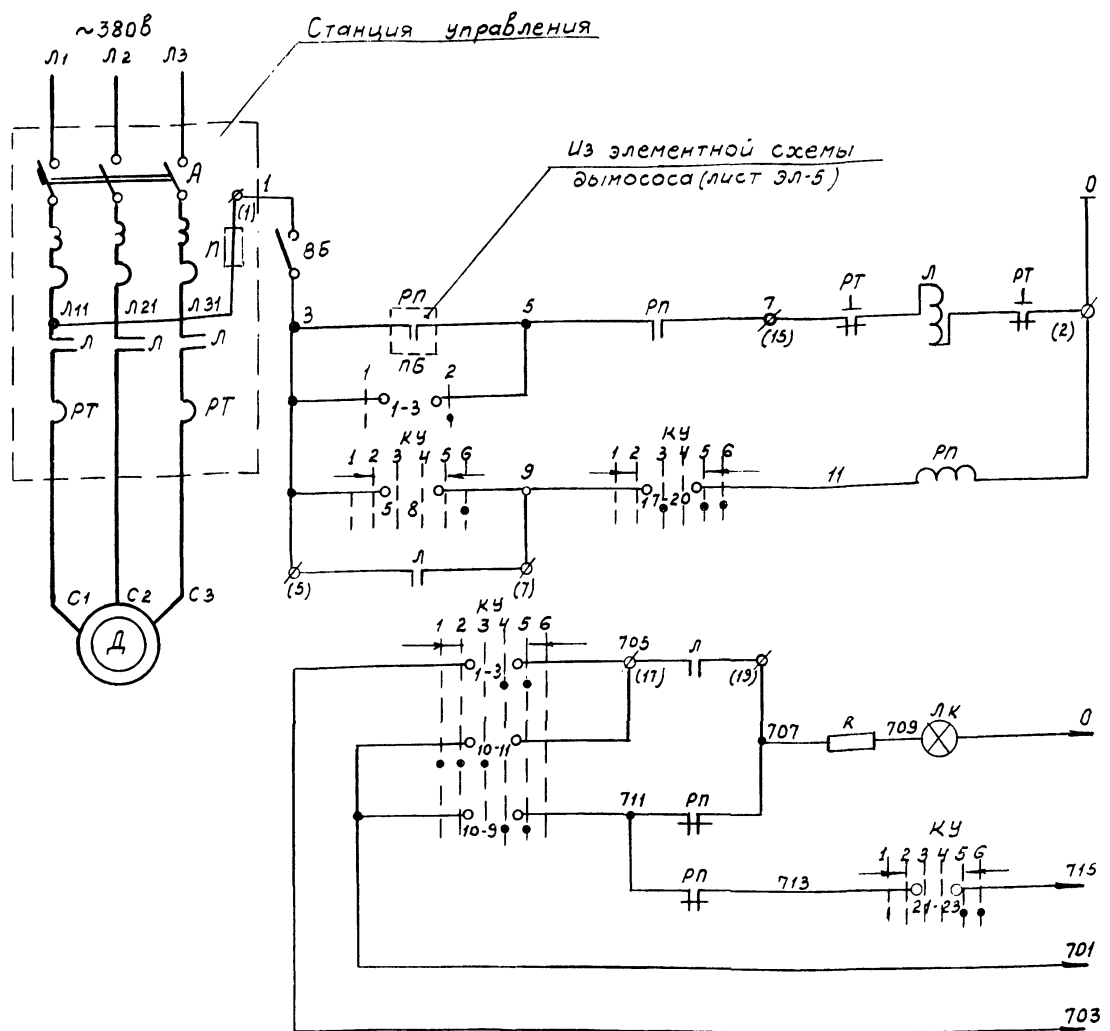 ~380в
Станция управления
Л1 Л2 Л3
Из элементной схемы
дымососа (лист ЭЛ-5)
А
1
(1)
0
П
8Б
Л11 Л21 Л31
3
РП
5
РП
7
(15)
РТ
Л
РТ
(2)
Л Л Л
ПБ
1 2
1-3
РТ РТ
КУ
1 2 3 4 5 6
5 8
9
КУ
1 2 3 4 5 6
17-20
11
РП
Л
(5) (7)
С1 С2 С3
Д
КУ
1 2 3 4 5 6
1-3
705
(17)
Л
(19)
10-11
707
R
709
ЛК
0
10-9
711
РП
КУ
1 2 3 4 5 6
РП
713
21-23
715
701
703